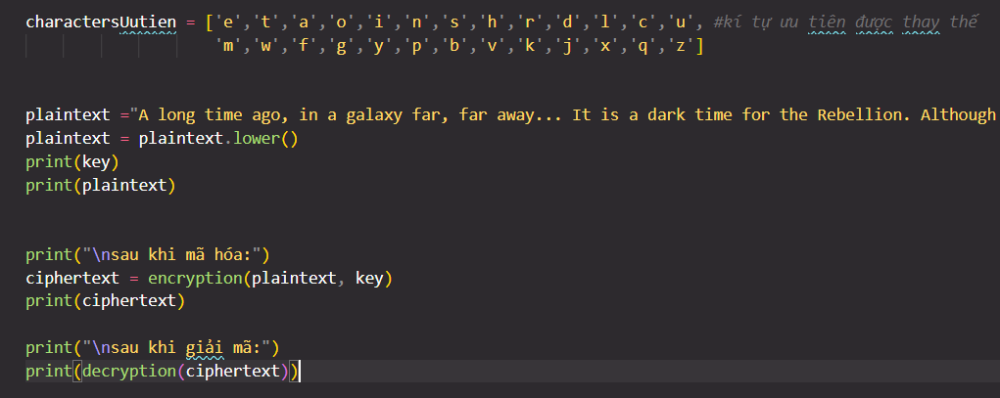 charactersUutien = ['e','t','a','o','i','n','s','h','r','d','l','c','u', #kí tự ưu tiên được thay thế
'm','w','f','g','y','p','b','v','k','j','x','q','z']
plaintext ="A long time ago, in a galaxy far, far away... It is a dark time for the Rebellion. Although
plaintext = plaintext.lower()
print(key)
print(plaintext)
print("\nsau khi mã hóa:")
ciphertext = encryption(plaintext, key)
print(ciphertext)
print("\nsau khi giải mã:")
print(decryption(ciphertext))